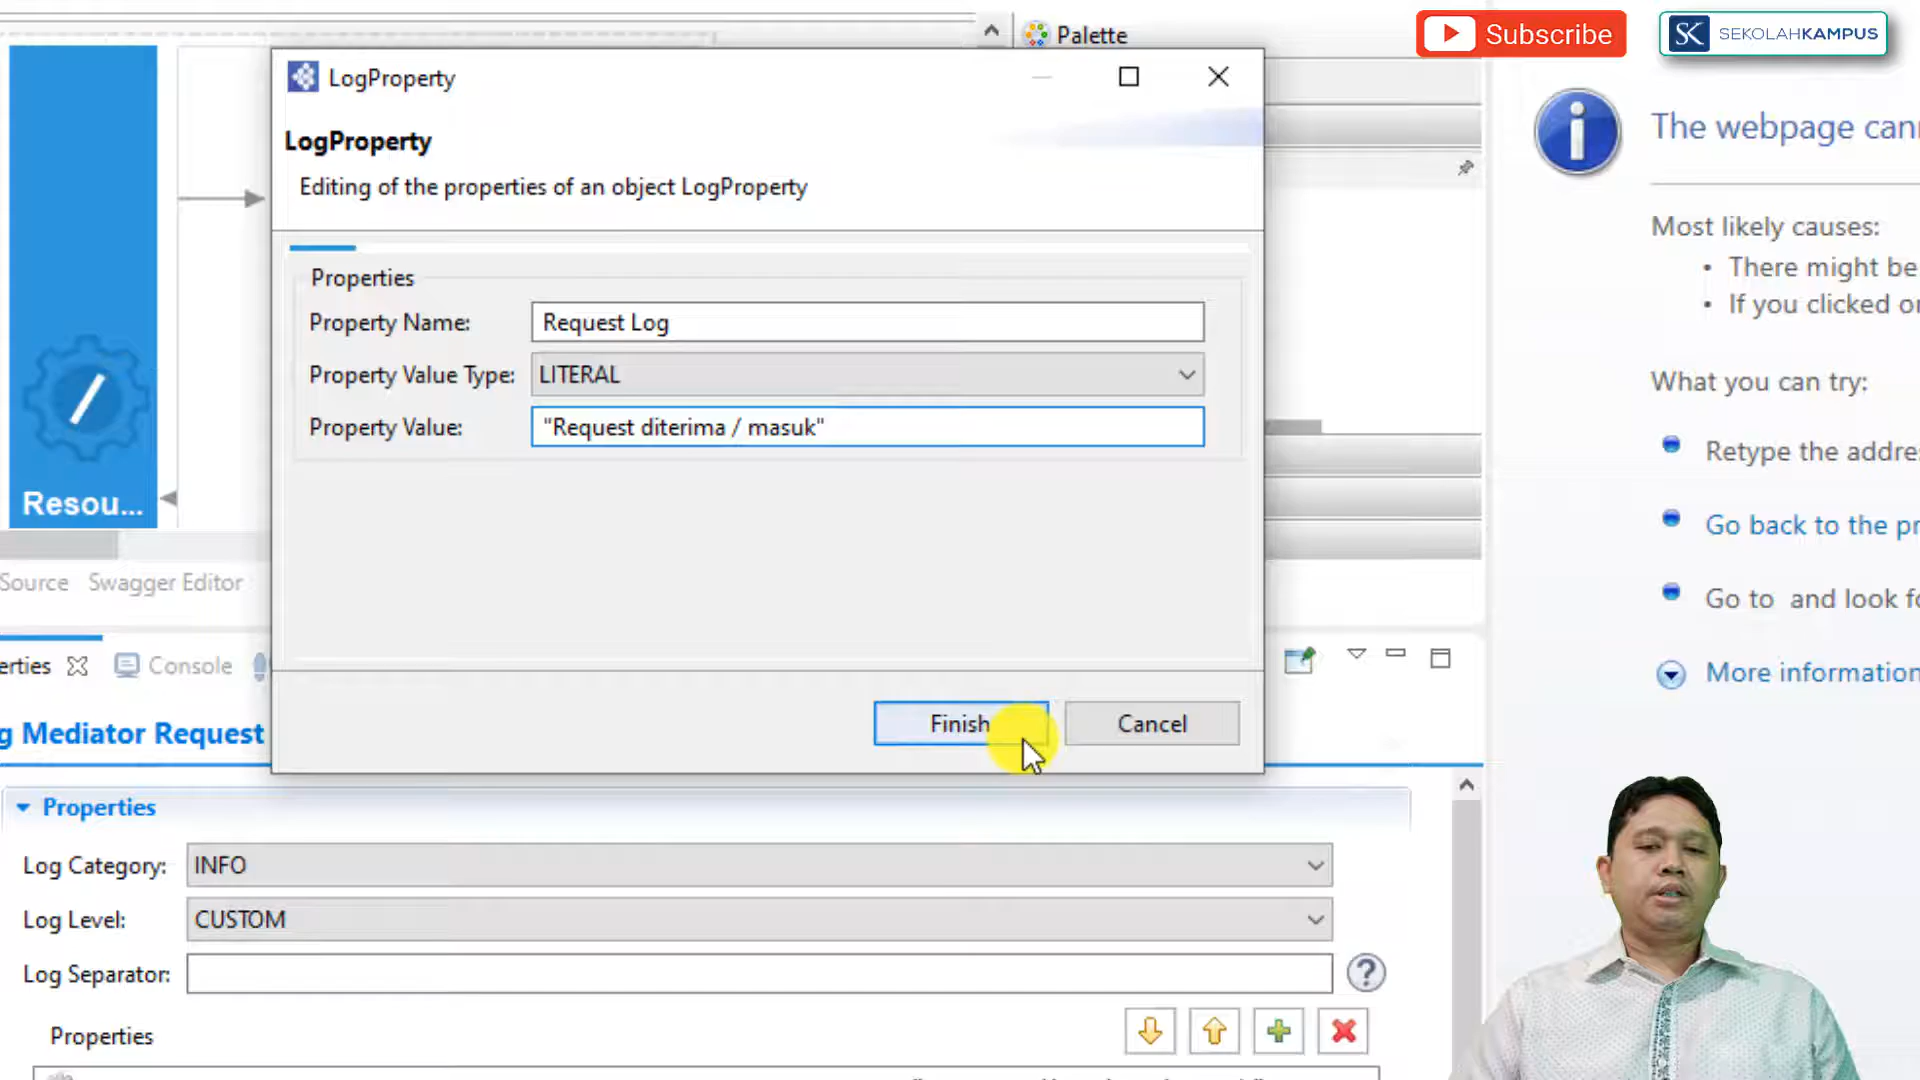 Palette
Subscribe
SK SEKOLAHKAMPUS
LogProperty
LogProperty
Editing of the properties of an object LogProperty
Properties
Property Name: Request Log
Property Value Type: LITERAL
Property Value: "Request diterima / masuk"
Finish
Cancel
Resou...
Source Swagger Editor
erties Console
g Mediator Request
Properties
Log Category: INFO
Log Level: CUSTOM
Log Separator:
Properties
The webpage cann
Most likely causes:
• There might be
• If you clicked
What you can try:
Retype the addre
Go back to the pr
Go to and look fo
More information